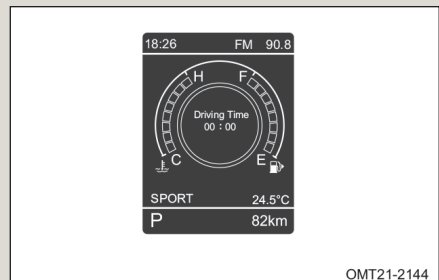 18:26 FM 90.8
H F
Driving Time
00 : 00
C E
SPORT 24.5°C
P 82km
OMT21-2144